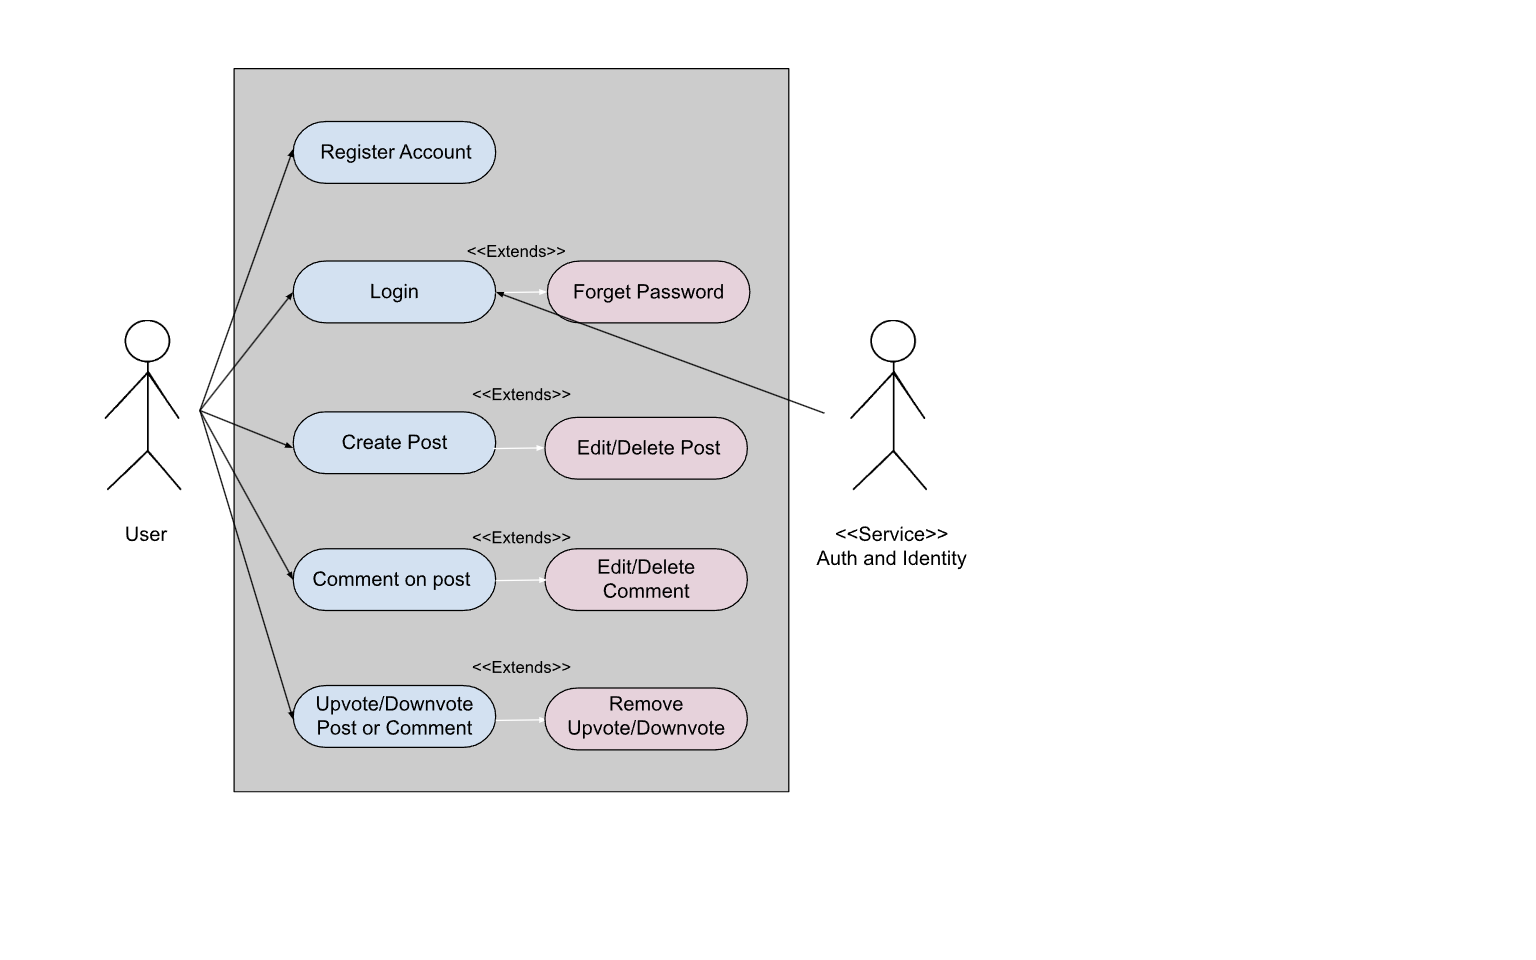 Register Account
<<Extends>>
Login
Forget Password
<<Extends>>
Create Post
Edit/Delete Post
User
<<Service>>
Auth and Identity
<<Extends>>
Comment on post
Edit/Delete
Comment
<<Extends>>
Upvote/Downvote
Post or Comment
Remove
Upvote/Downvote